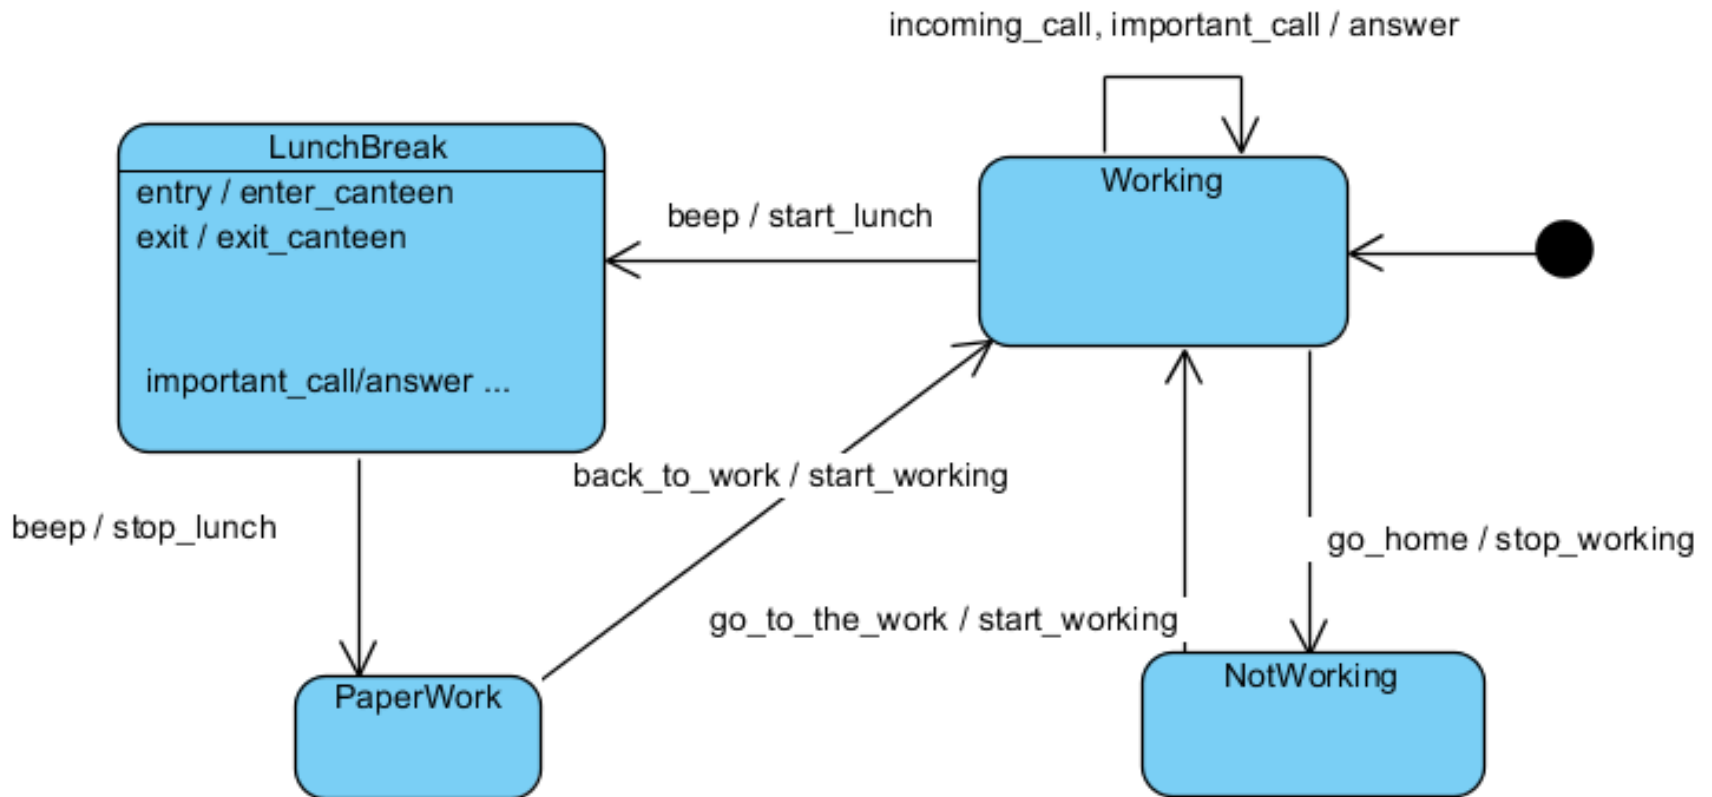 incoming_call, important_call / answer
LunchBreak
entry / enter_canteen
exit / exit_canteen
important_call/answer ...
beep / start_lunch
Working
back_to_work / start_working
beep / stop_lunch
go_home / stop_working
go_to_the_work / start_working
PaperWork
NotWorking